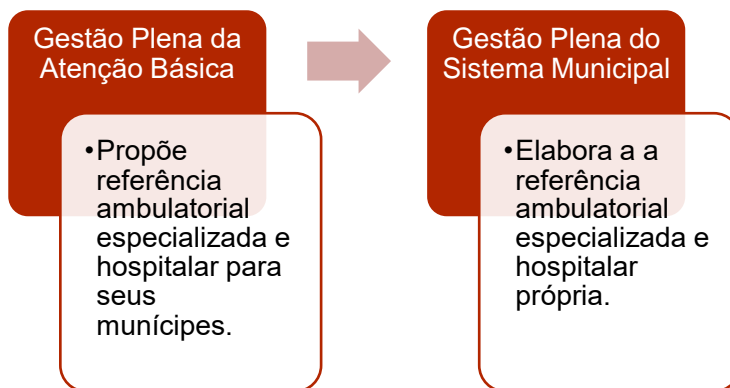 Gestão Plena da
Atenção Básica
•Propõe
referência
ambulatorial
especializada e
hospitalar para
seus
munícipes.
Gestão Plena do
Sistema Municipal
•Elabora a a
referência
ambulatorial
especializada e
hospitalar
própria.